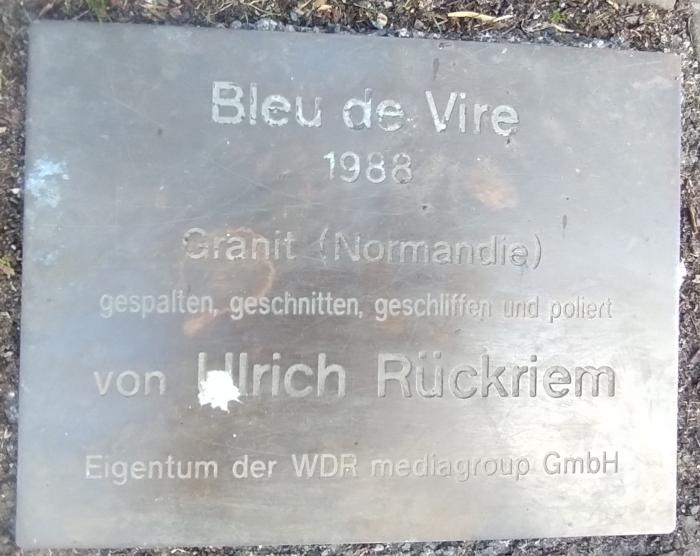 Bleu de Vire
1988
Granit (Normandie)
gespalten, geschnitten, geschliffen und poliert
von Ulrich Rückriem
Eigentum der WDR mediagroup GmbH